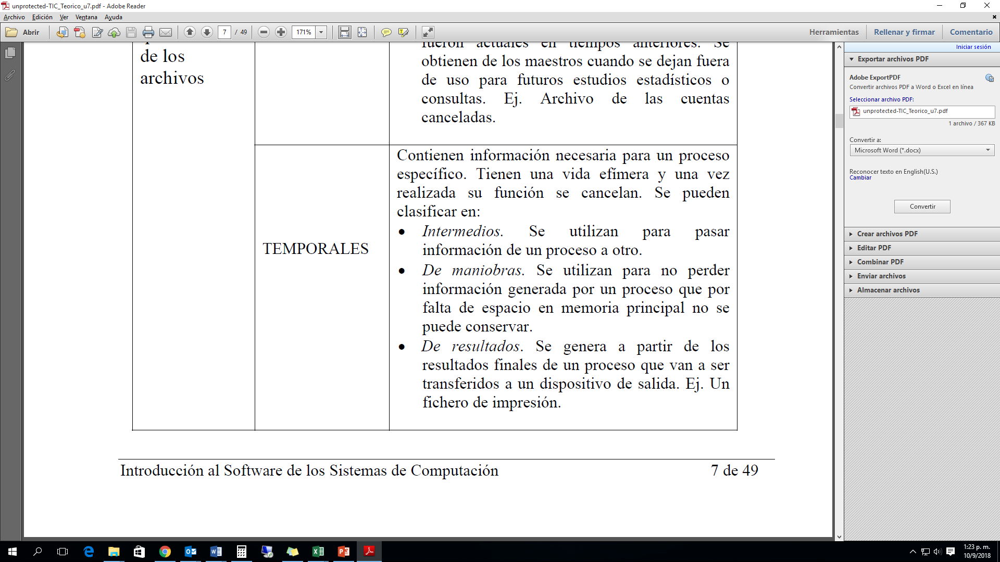 unprotected-TIC_Teorico_u7.pdf - Adobe Reader
Archivo Edición Ver Ventana Ayuda
Abrir
7 / 49
171%
Herramientas
Rellenar y firmar
Comentario
de los
archivos
fueron actuales en tiempos anteriores. Se
obtienen de los maestros cuando se dejan fuera
de uso para futuros estudios estadísticos o
consultas. Ej. Archivo de las cuentas
canceladas.
TEMPORALES
Contienen información necesaria para un proceso
específico. Tienen una vida efímera y una vez
realizada su función se cancelan. Se pueden
clasificar en:
• Intermedios. Se utilizan para pasar
información de un proceso a otro.
• De maniobras. Se utilizan para no perder
información generada por un proceso que por
falta de espacio en memoria principal no se
puede conservar.
• De resultados. Se genera a partir de los
resultados finales de un proceso que van a ser
transferidos a un dispositivo de salida. Ej. Un
fichero de impresión.
Introducción al Software de los Sistemas de Computación 7 de 49
Iniciar sesión
Exportar archivos PDF
Adobe ExportPDF
Convertir archivos PDF a Word o Excel en línea
Seleccionar archivo PDF:
unprotected-TIC_Teorico_u7.pdf
1 archivo / 367 KB
Convertir a:
Microsoft Word (*.docx)
Reconocer texto en English(U.S.)
Cambiar
Convertir
Crear archivos PDF
Editar PDF
Combinar PDF
Enviar archivos
Almacenar archivos
1:23 p. m.
10/9/2018